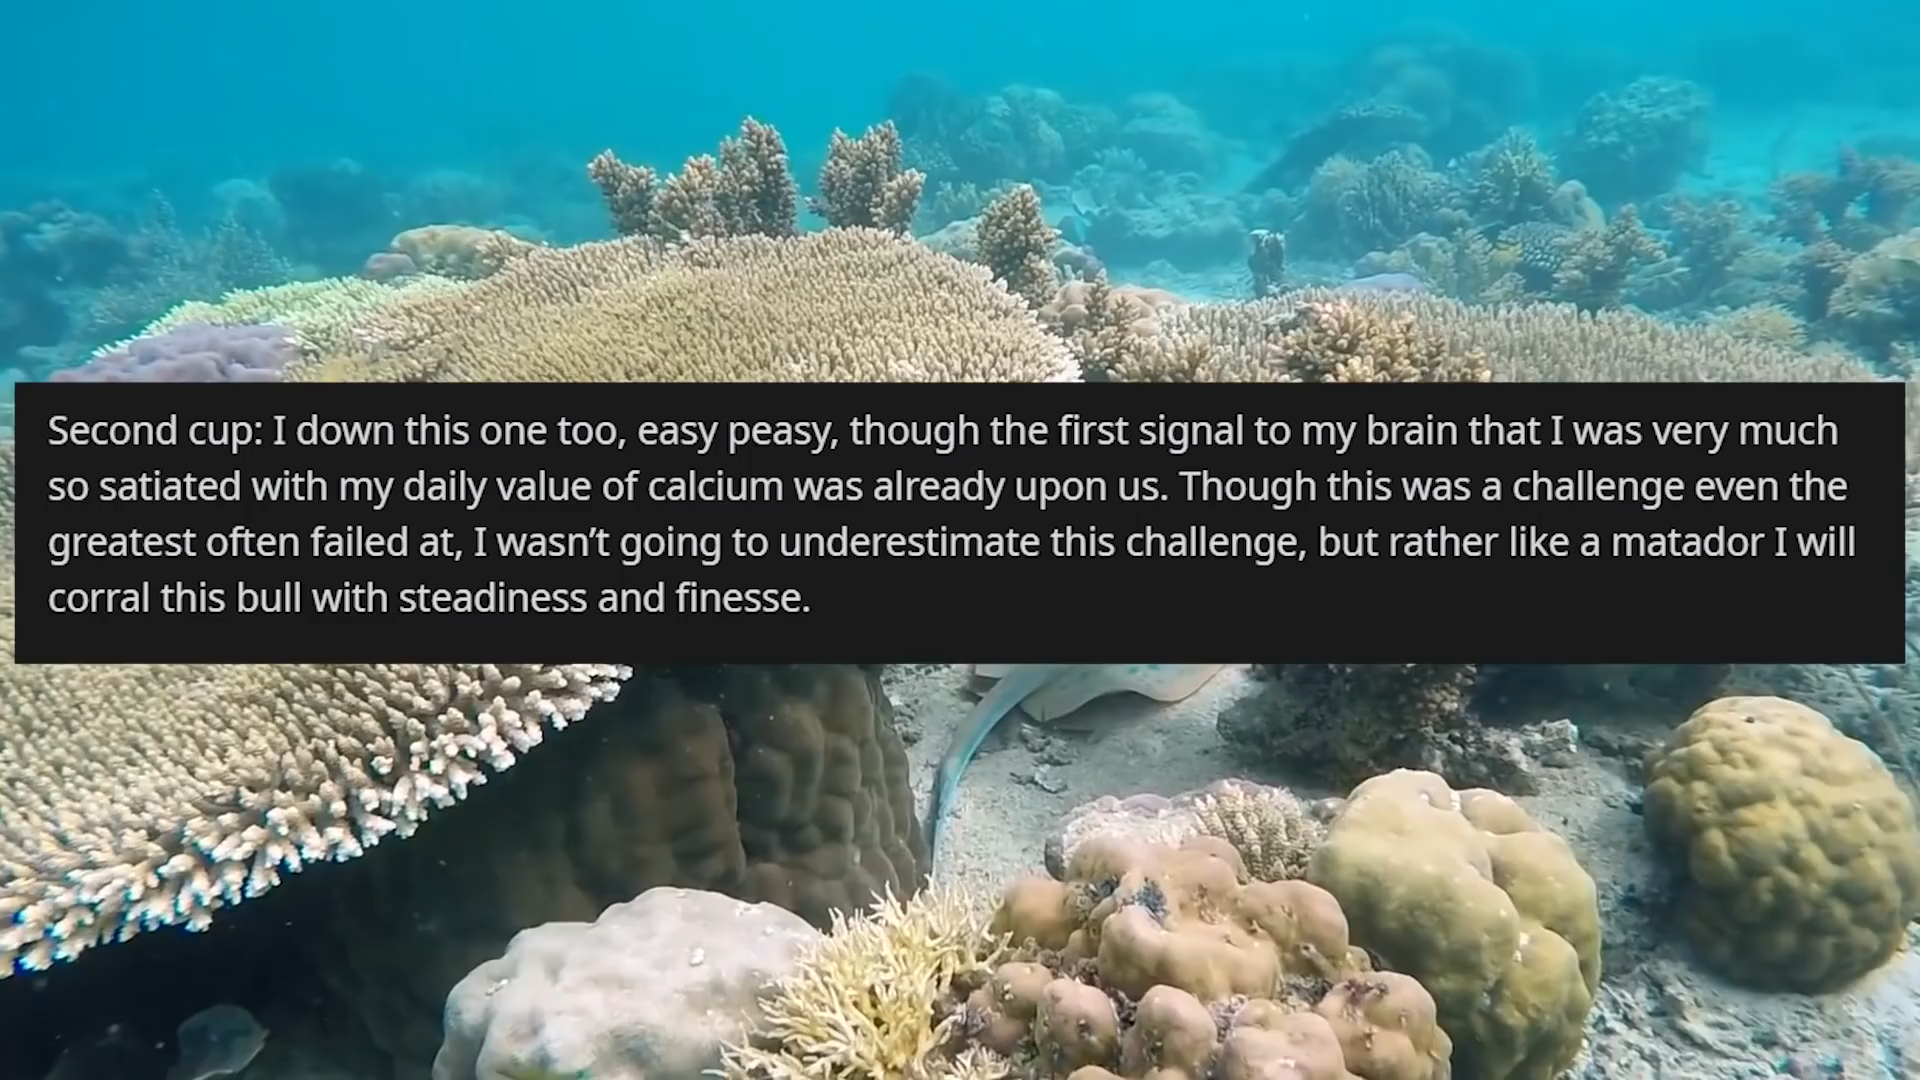 Second cup: I down this one too, easy peasy, though the first signal to my brain that I was very much
so satiated with my daily value of calcium was already upon us. Though this was a challenge even the
greatest often failed at, I wasn’t going to underestimate this challenge, but rather like a matador I will
corral this bull with steadiness and finesse.